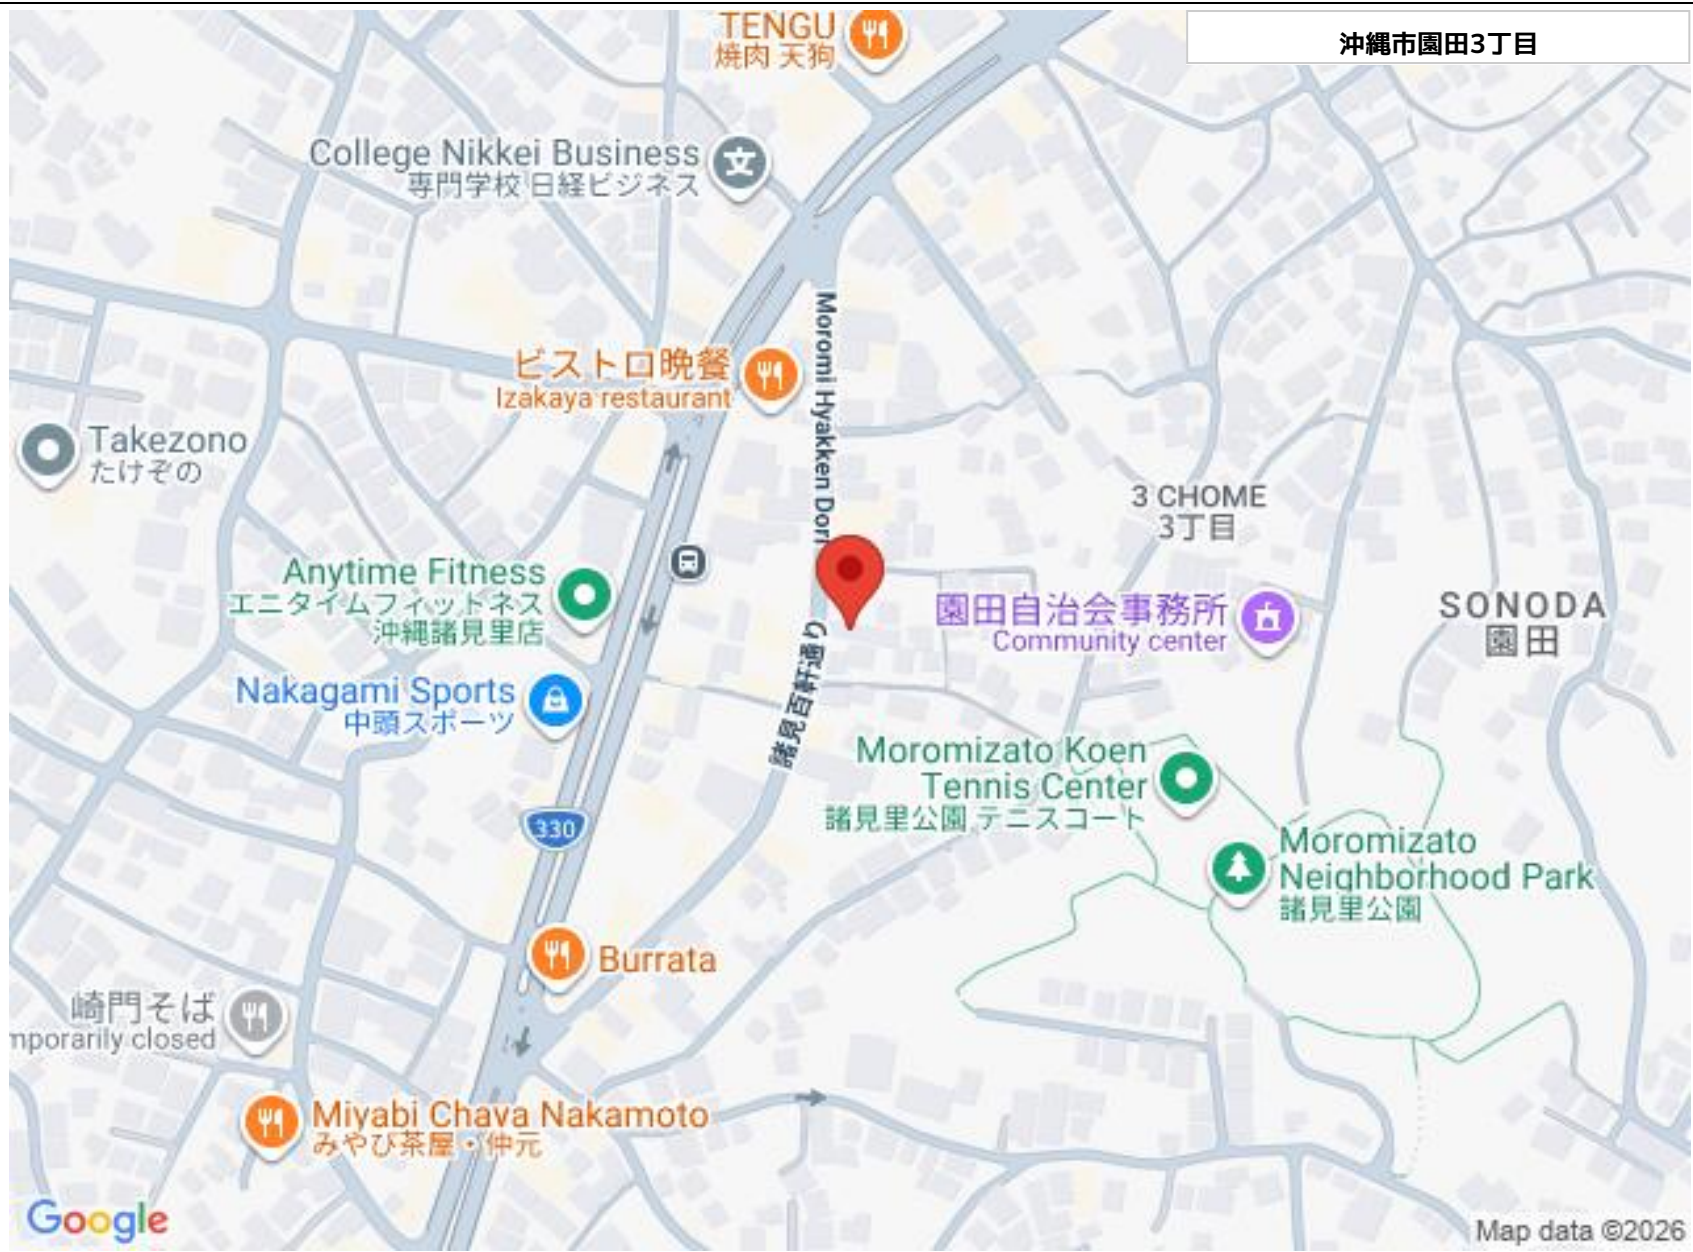 沖縄市園田3丁目
TENGU
焼肉 天狗
College Nikkei Business
専門学校 日経ビジネス
Moromi Hyakken Dori
ビストロ晩餐
Izakaya restaurant
Takezono
たけぞの
3 CHOME
3丁目
Anytime Fitness
エニタイムフィットネス
沖縄諸見里店
園田自治会事務所
Community center
SONODA
園田
諸見百軒通り
Nakagami Sports
中頭スポーツ
Moromizato Koen
Tennis Center
諸見里公園 テニスコート
330
Moromizato
Neighborhood Park
諸見里公園
Burrata
崎門そば
mporarily closed
Miyabi Chaya Nakamoto
みやび茶屋・仲元
Google
Map data ©2026